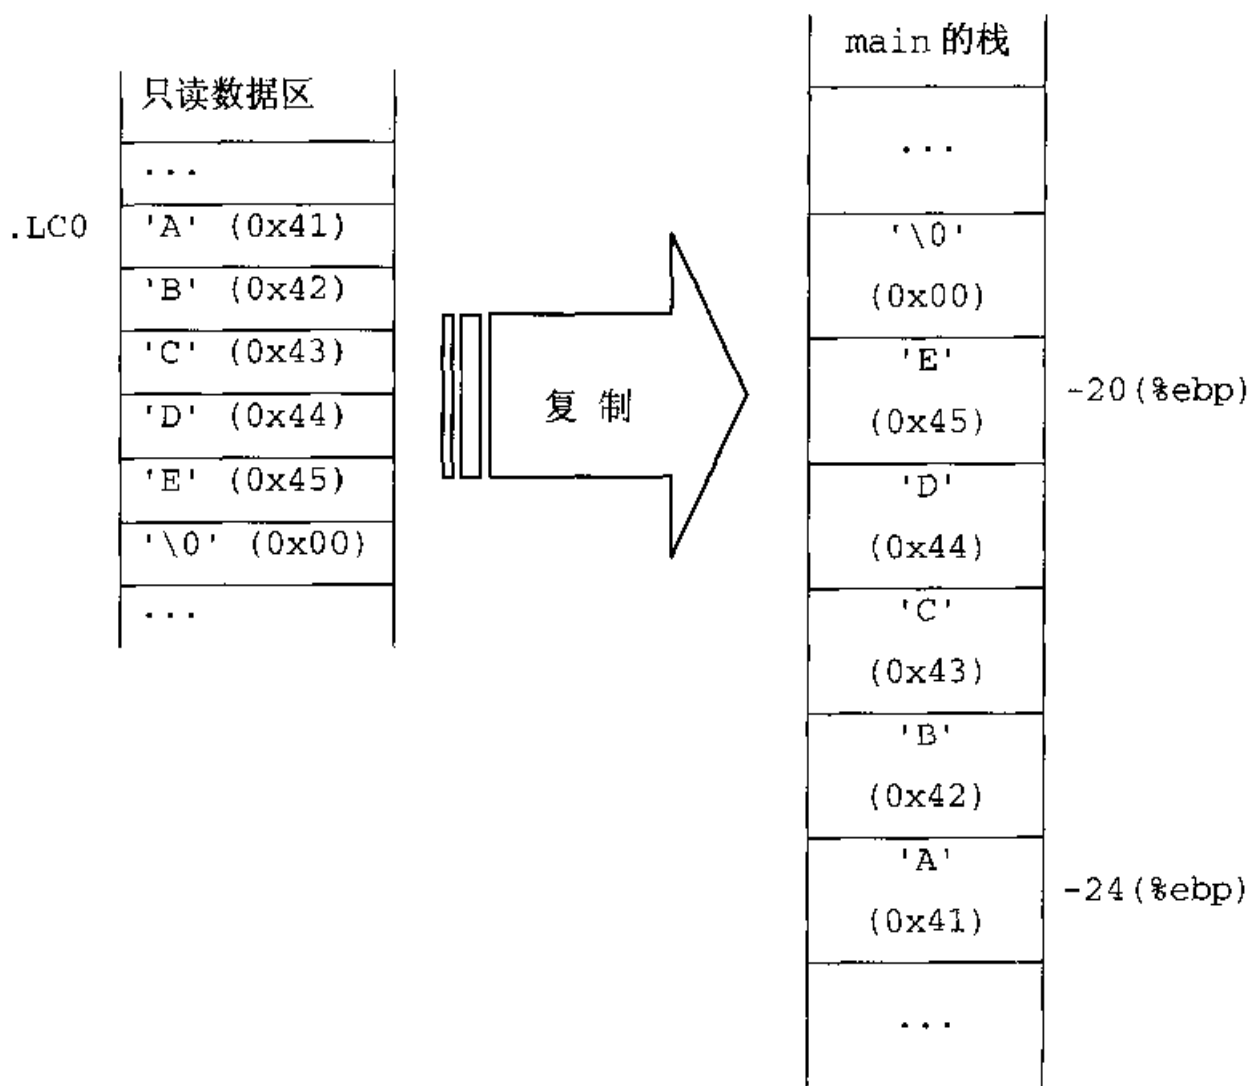 只读数据区
...
.LC0
'A' (0x41)
'B' (0x42)
'C' (0x43)
'D' (0x44)
'E' (0x45)
'\0' (0x00)
...
复 制
main 的栈
...
'\0'
(0x00)
'E'
(0x45)
-20(%ebp)
'D'
(0x44)
'C'
(0x43)
'B'
(0x42)
'A'
(0x41)
-24(%ebp)
...